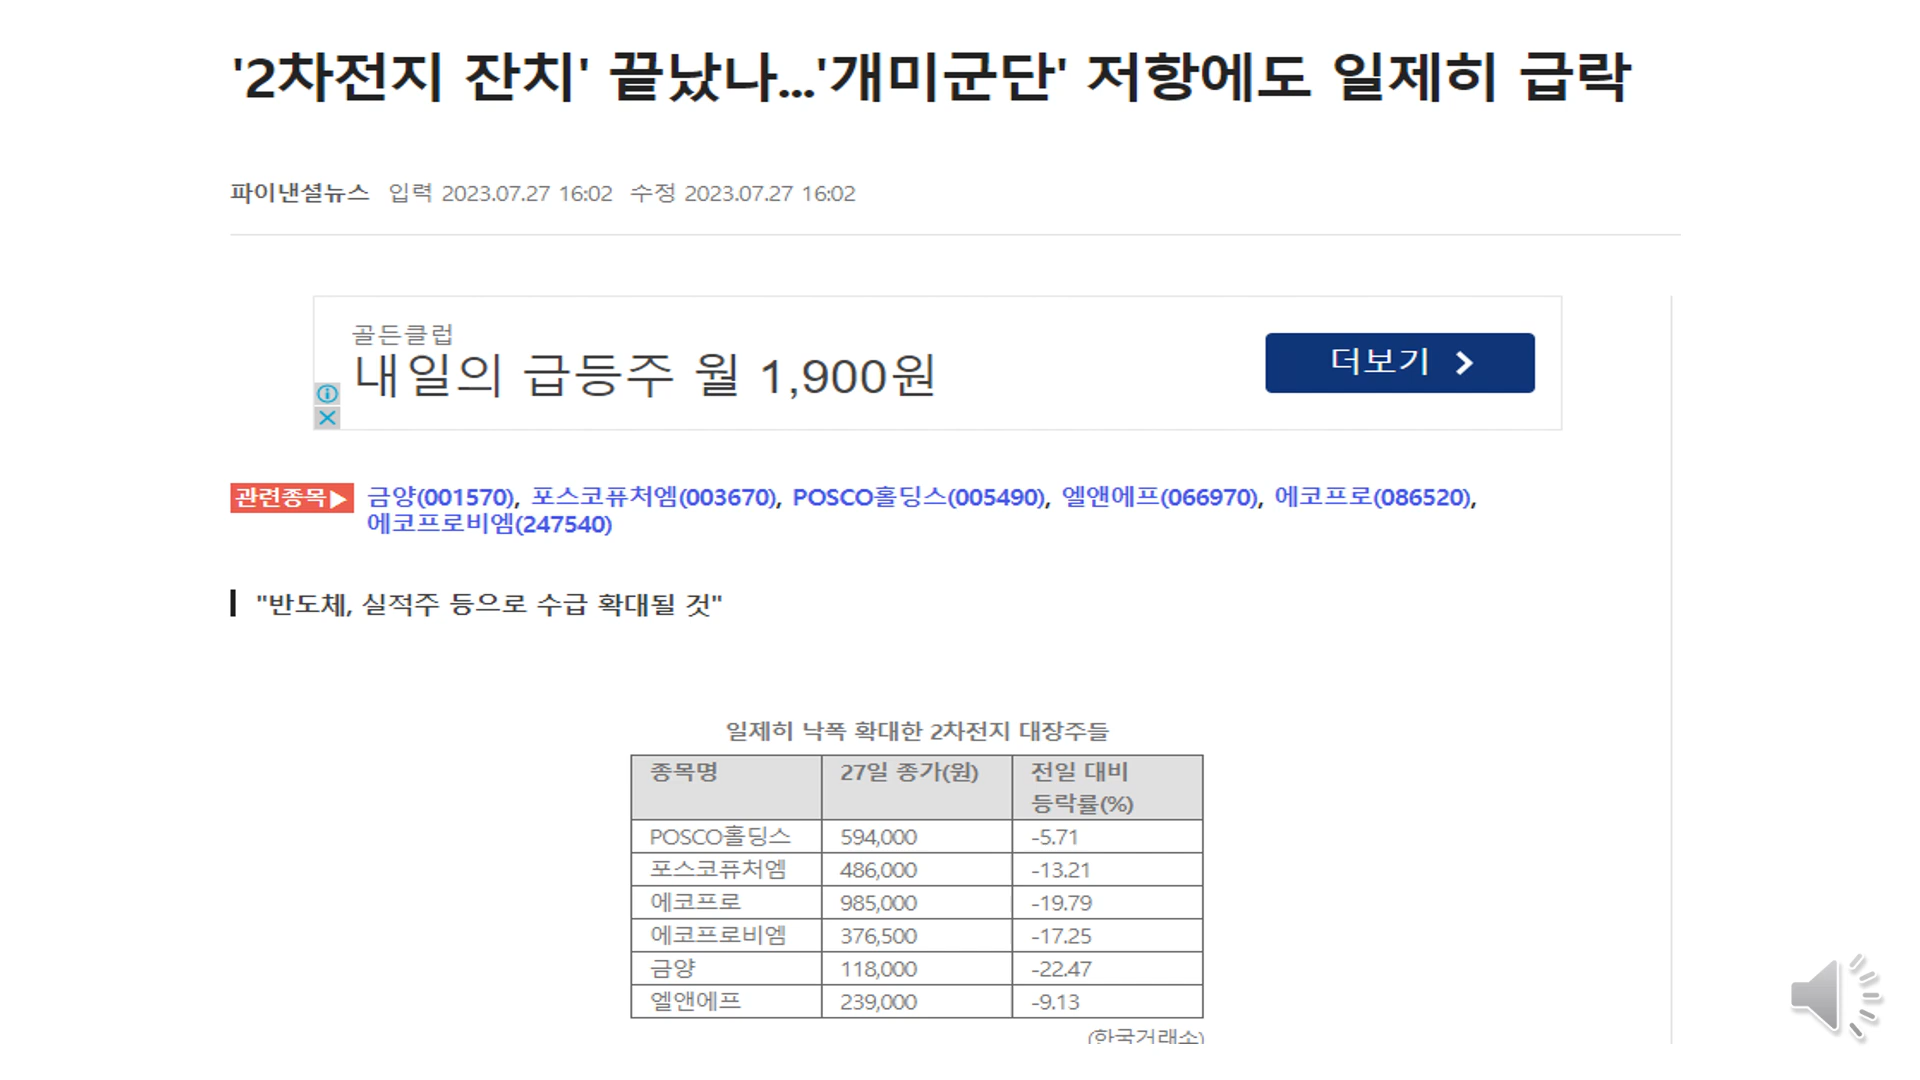 '2차전지 잔치' 끝났나...'개미군단' 저항에도 일제히 급락
파이낸셜뉴스 입력 2023.07.27 16:02 수정 2023.07.27 16:02
골든클럽
내일의 급등주 월 1,900원
더보기
관련종목▶ 금양(001570), 포스코퓨처엠(003670), POSCO홀딩스(005490), 엘앤에프(066970), 에코프로(086520),
에코프로비엠(247540)
"반도체, 실적주 등으로 수급 확대될 것"
일제히 낙폭 확대한 2차전지 대장주들
종목명 27일 종가(원) 전일 대비
등락률(%)
POSCO홀딩스 594,000 -5.71
포스코퓨처엠 486,000 -13.21
에코프로 985,000 -19.79
에코프로비엠 376,500 -17.25
금양 118,000 -22.47
엘앤에프 239,000 -9.13
(한국거래소)